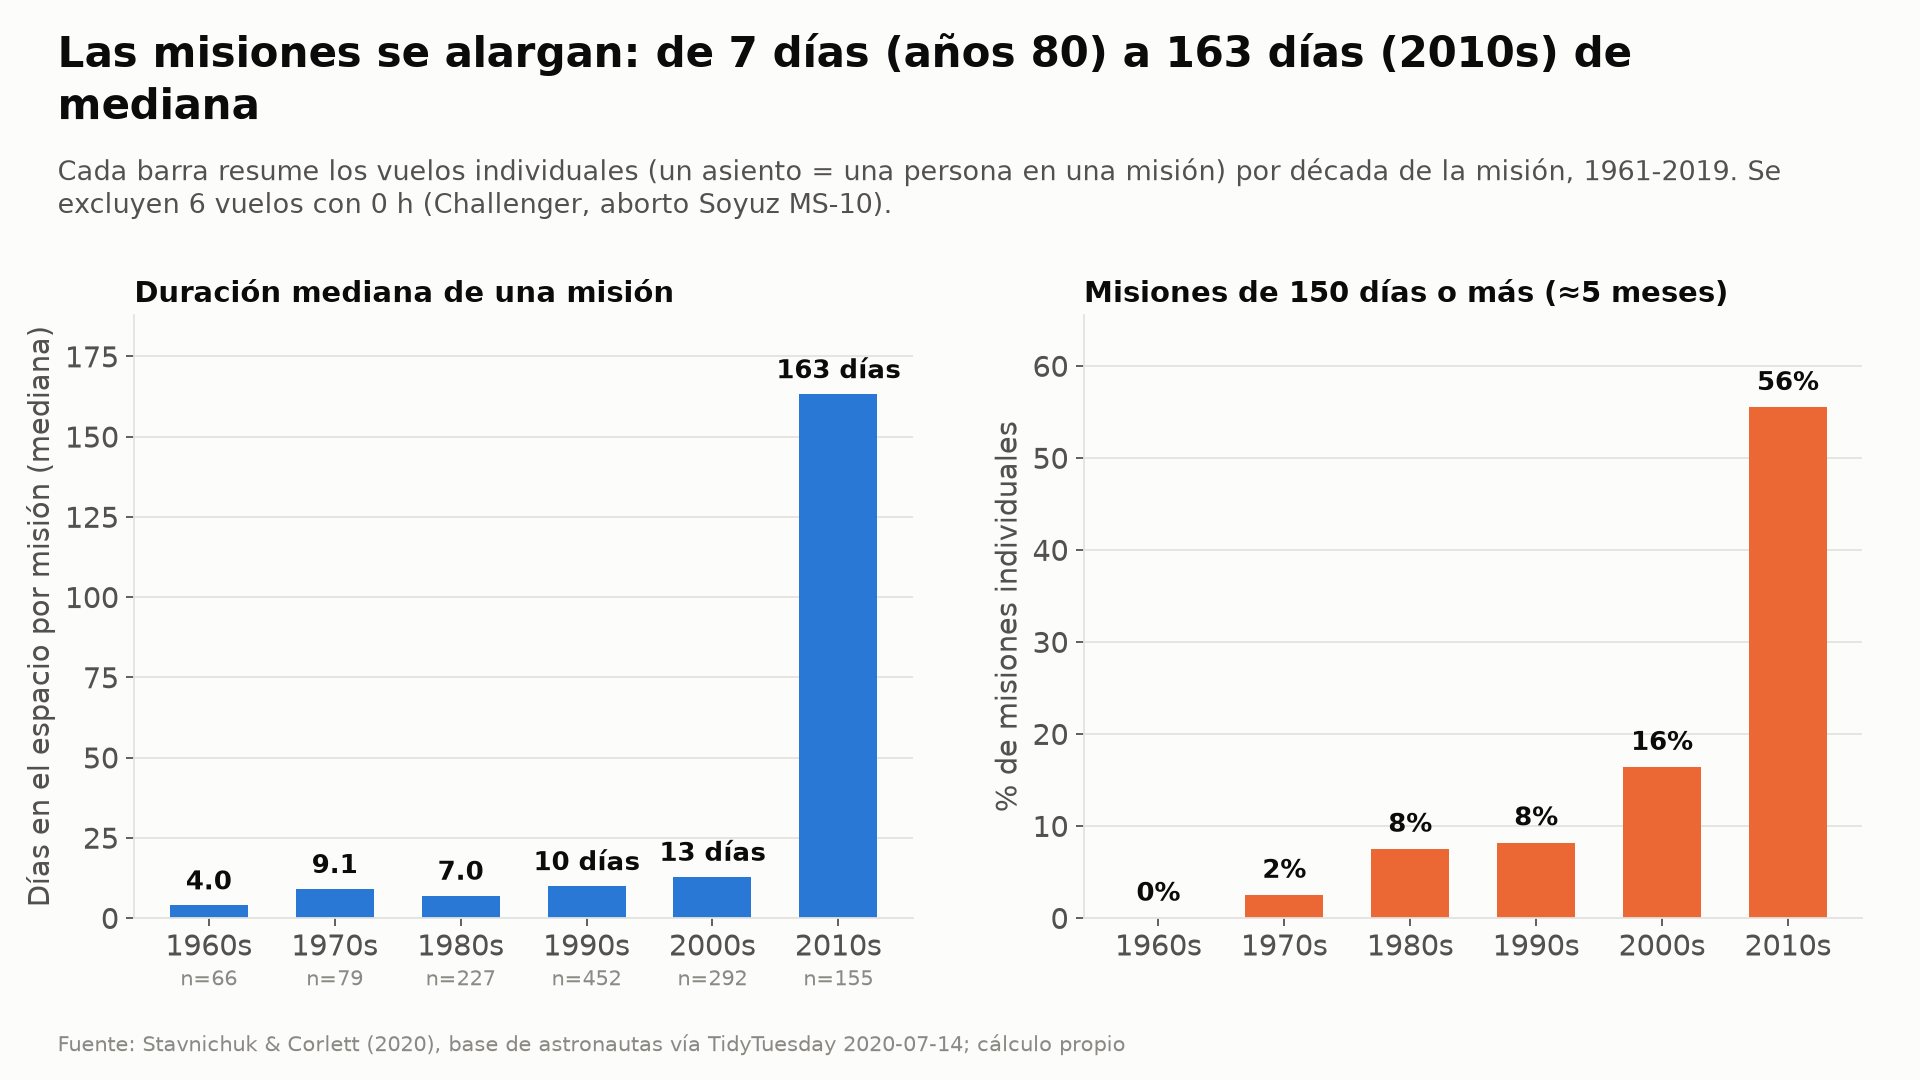 Las misiones se alargan: de 7 días (años 80) a 163 días (2010s) de
mediana
Cada barra resume los vuelos individuales (un asiento = una persona en una misión) por década de la misión, 1961-2019. Se
excluyen 6 vuelos con 0 h (Challenger, aborto Soyuz MS-10).
Duración mediana de una misión
Días en el espacio por misión (mediana)
175
150
125
100
75
50
25
0
4.0
9.1
7.0
10 días
13 días
163 días
1960s
1970s
1980s
1990s
2000s
2010s
n=66
n=79
n=227
n=452
n=292
n=155
Misiones de 150 días o más (≈5 meses)
% de misiones individuales
60
50
40
30
20
10
0
0%
2%
8%
8%
16%
56%
1960s
1970s
1980s
1990s
2000s
2010s
Fuente: Stavnichuk & Corlett (2020), base de astronautas vía TidyTuesday 2020-07-14; cálculo propio